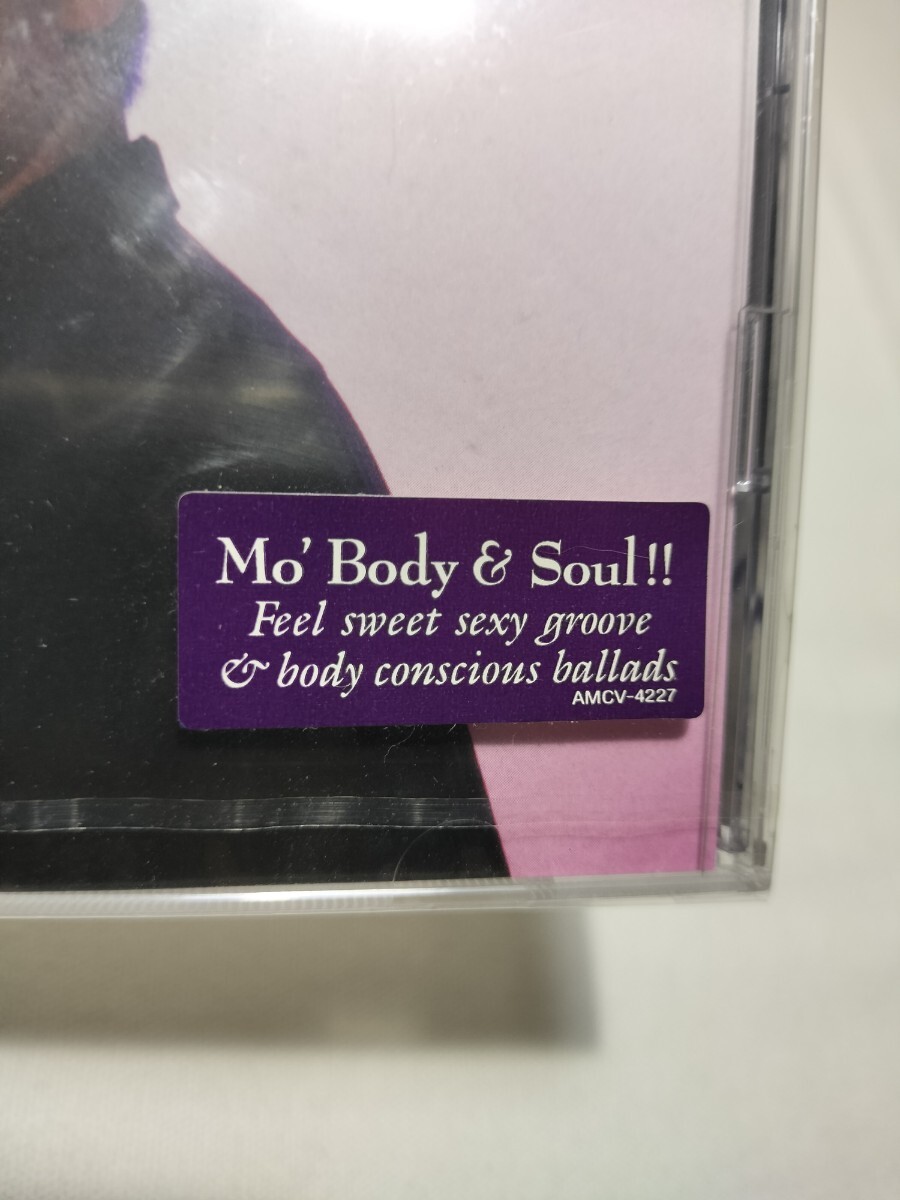 Mo' Body & Soul!!
Feel sweet sexy groove
& body conscious ballads
AMCV-4227